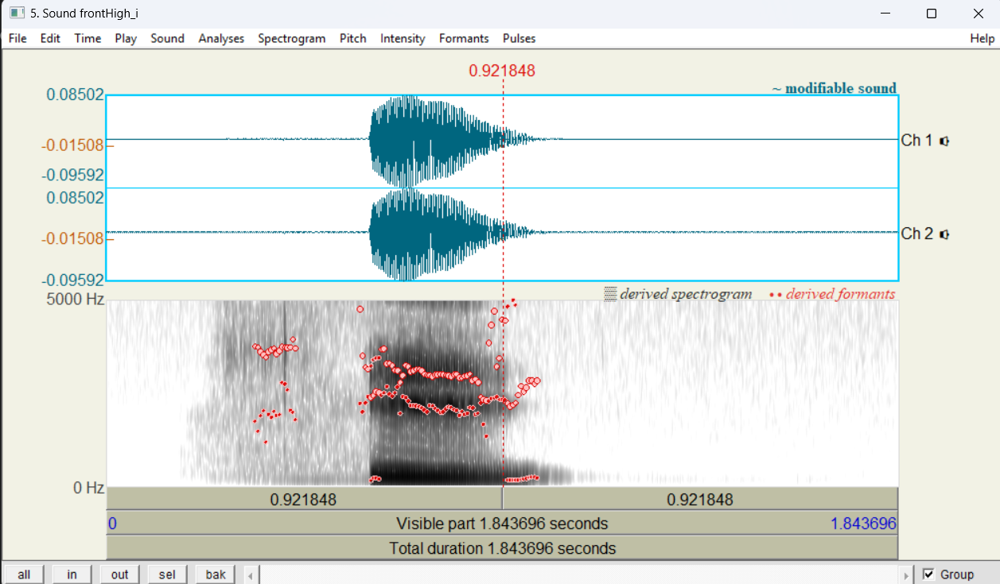 5. Sound frontHigh_i
File Edit Time Play Sound Analyses Spectrogram Pitch Intensity Formants Pulses Help
0.921848
~ modifiable sound
0.08502
-0.01508
Ch 1
-0.09592
0.08502
-0.01508
Ch 2
-0.09592
derived spectrogram derived formants
5000 Hz
0 Hz
0.921848 0.921848
0 Visible part 1.843696 seconds 1.843696
Total duration 1.843696 seconds
all in out sel bak Group